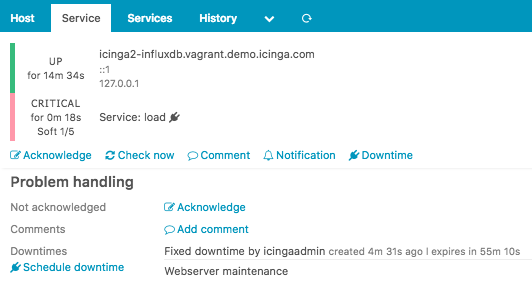 Host Service Services History
UP
for 14m 34s
icinga2-influxdb.vagrant.demo.icinga.com
::1
127.0.0.1
CRITICAL
for 0m 18s
Soft 1/5
Service: load
Acknowledge Check now Comment Notification Downtime
Problem handling
Not acknowledged Acknowledge
Comments Add comment
Downtimes Fixed downtime by icingaadmin created 4m 31s ago | expires in 55m 10s
Schedule downtime
Webserver maintenance